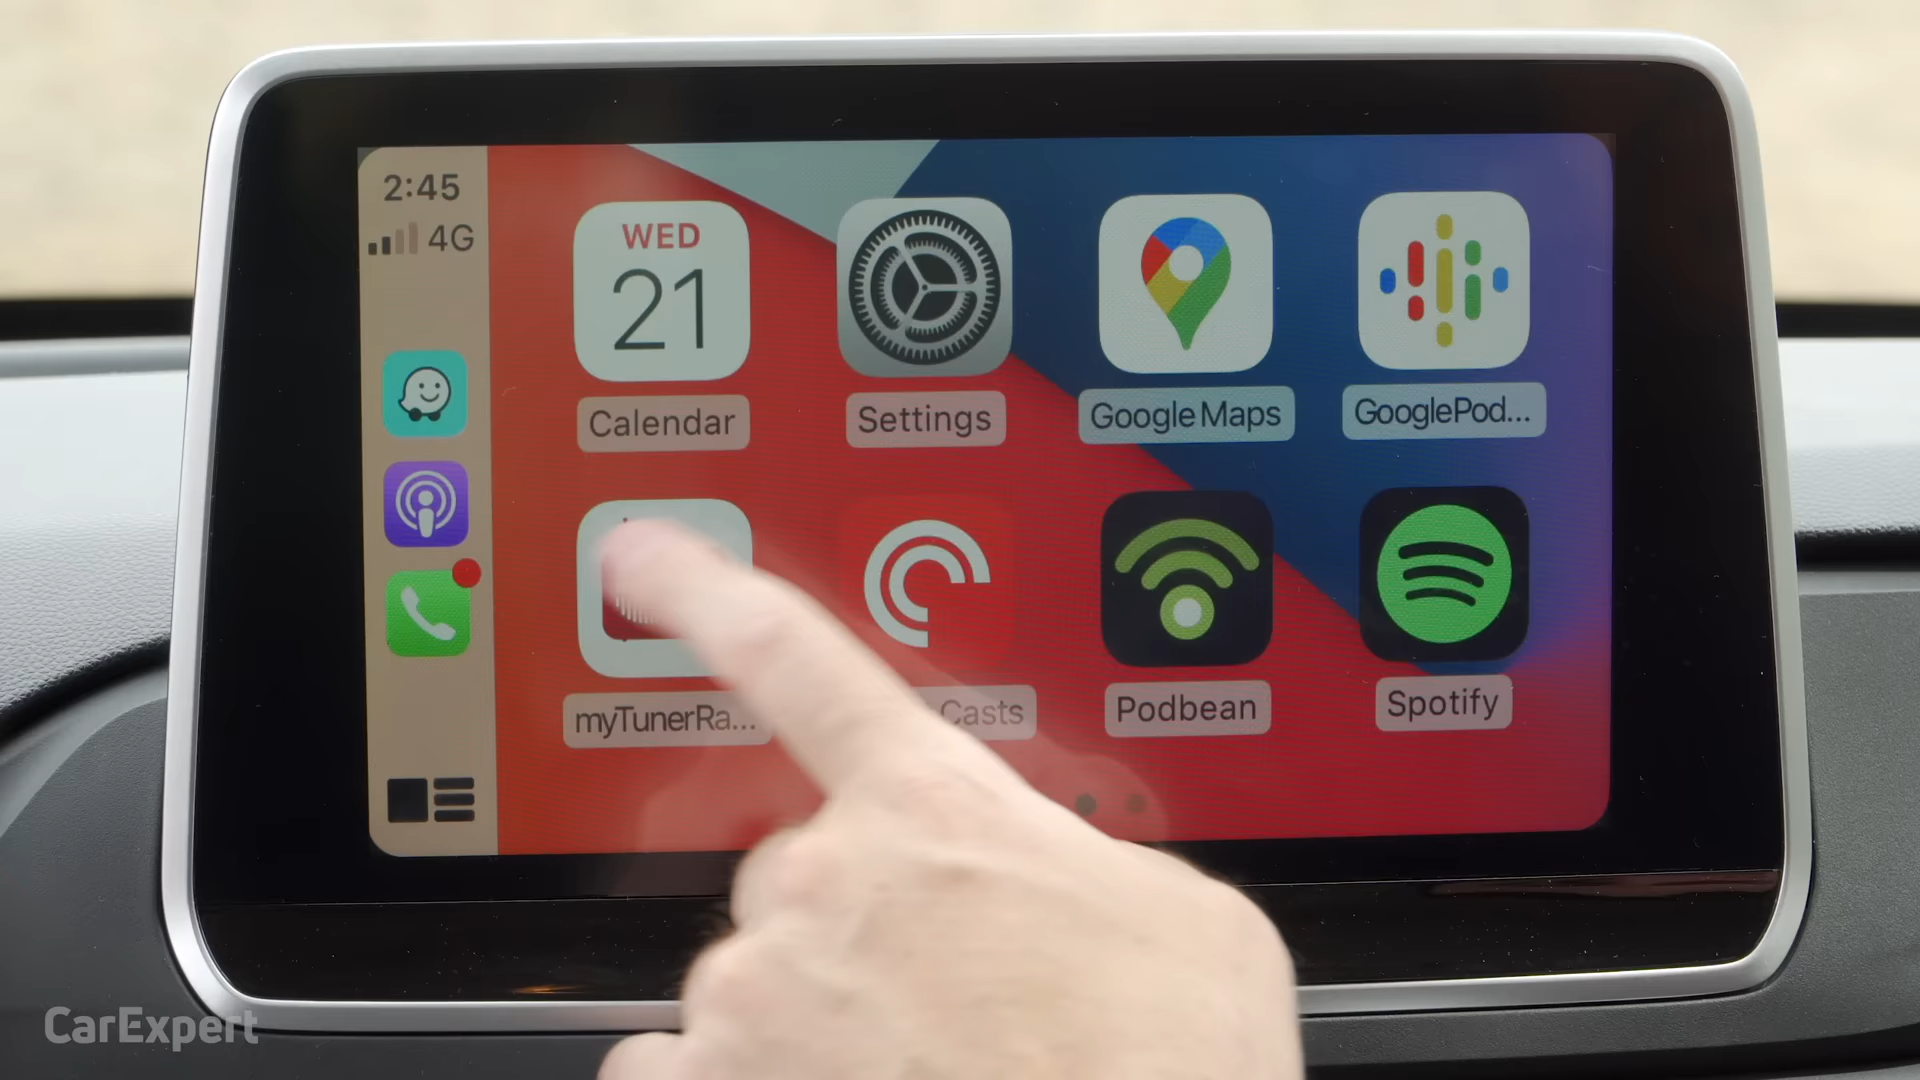 2:45
4G
WED
21
Calendar
Settings
Google Maps
GooglePod...
myTunerRa...
Casts
Podbean
Spotify
CarExpert